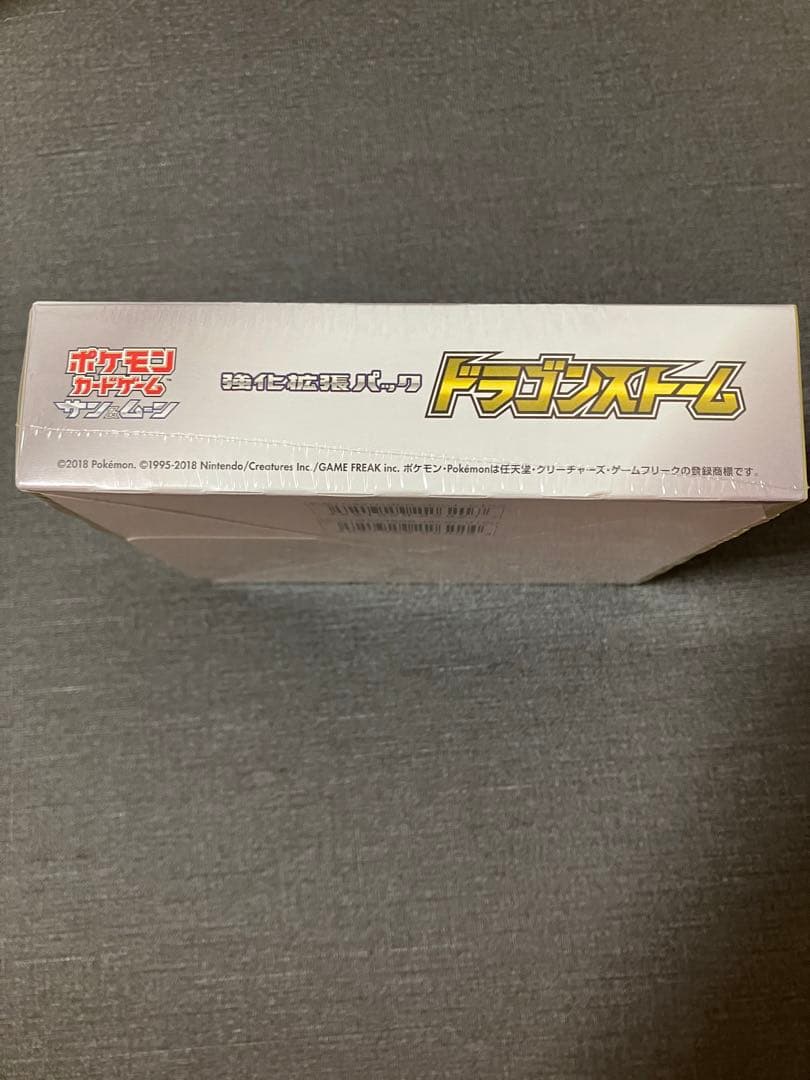 ポケモン
カードゲーム™
サン&ムーン
強化拡張パック
ドラゴンストーム
©2018 Pokémon. ©1995-2018 Nintendo/Creatures Inc./GAME FREAK inc. ポケモン・Pokémonは任天堂・クリーチャーズ・ゲームフリークの登録商標です。